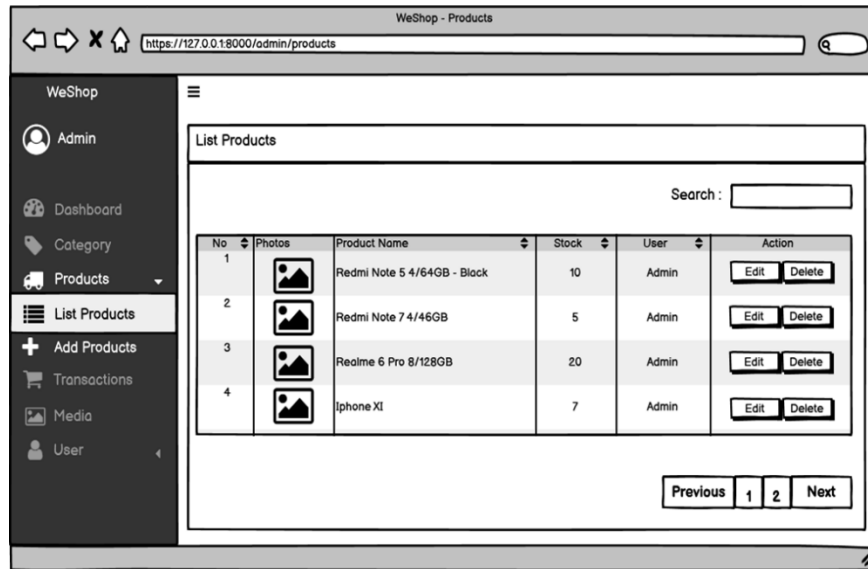 WeShop - Products
https://127.0.0.1:8000/admin/products
WeShop
Admin
Dashboard
Category
Products
List Products
Add Products
Transactions
Media
User
List Products
Search :
No Photos Product Name Stock User Action
1 Redmi Note 5 4/64GB - Black 10 Admin Edit Delete
2 Redmi Note 7 4/46GB 5 Admin Edit Delete
3 Realme 6 Pro 8/128GB 20 Admin Edit Delete
4 Iphone XI 7 Admin Edit Delete
Previous 1 2 Next